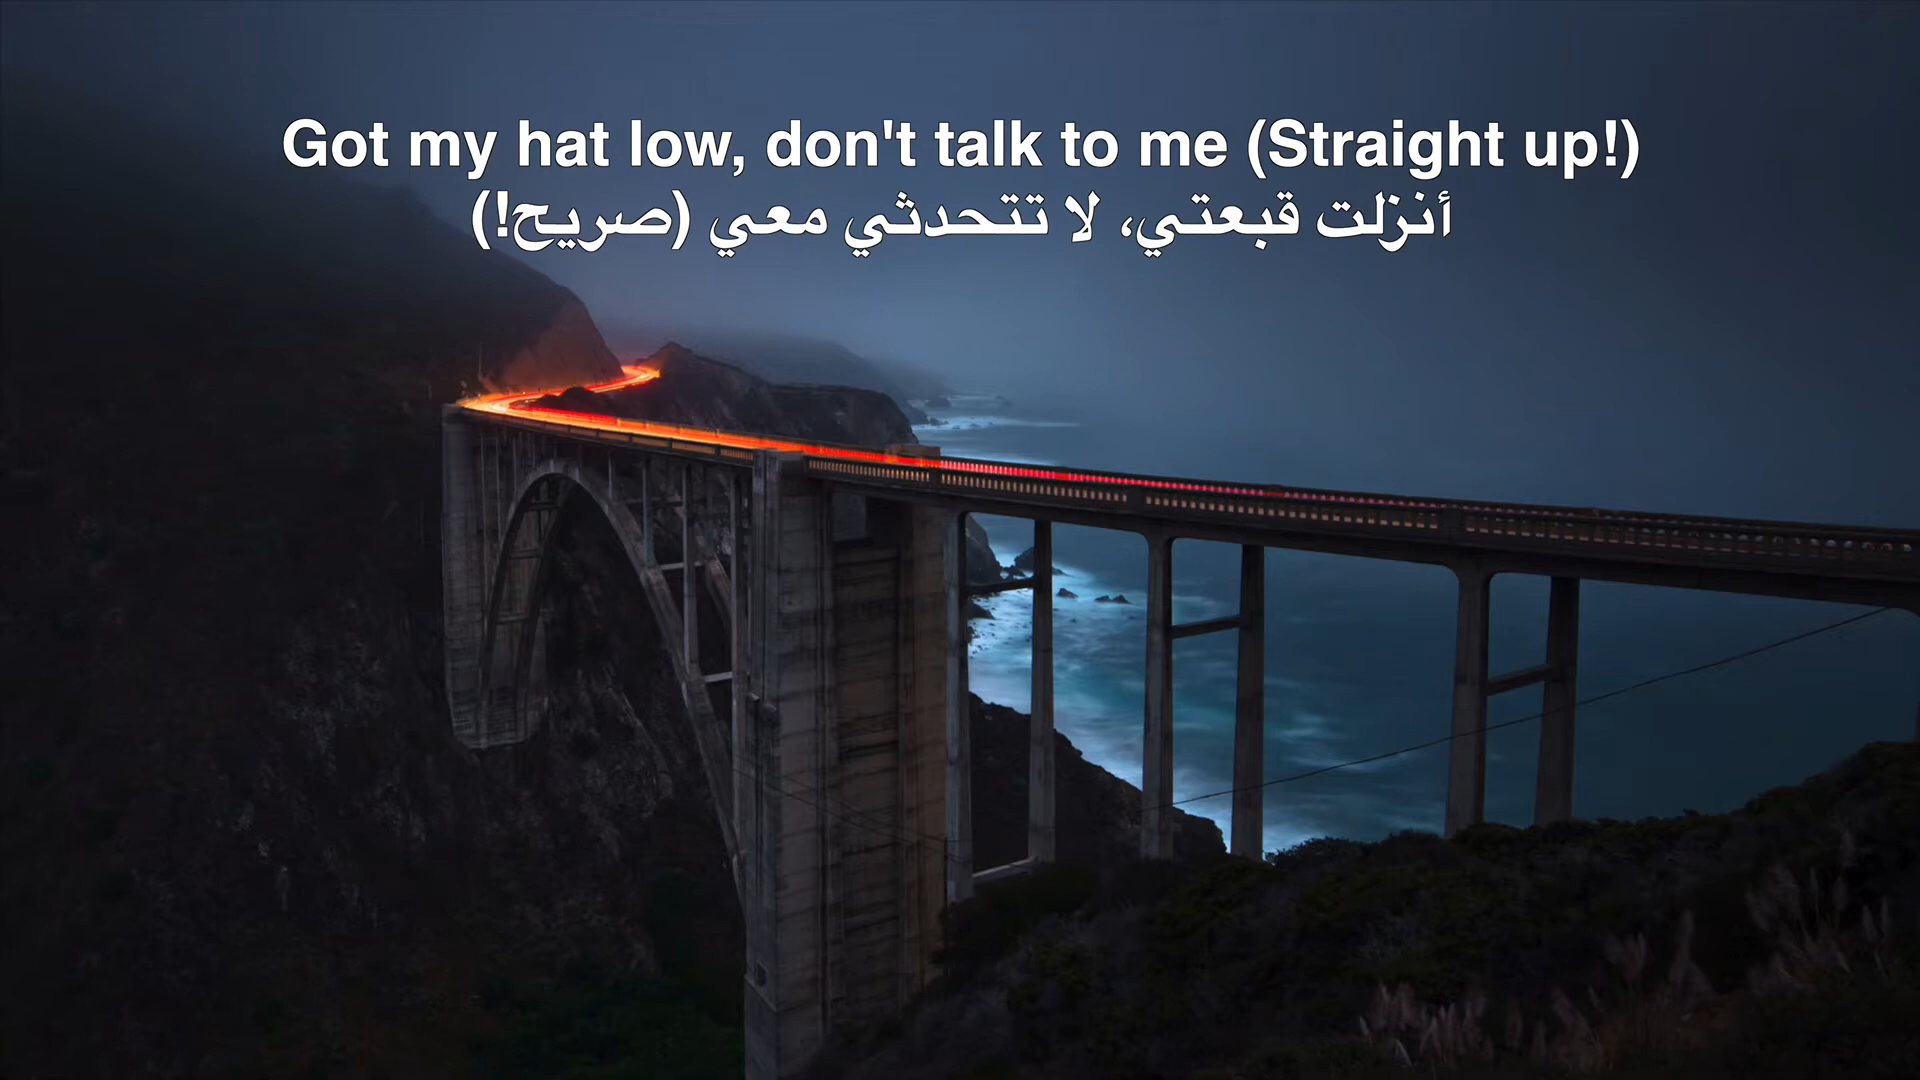 Got my hat low, don't talk to me (Straight up!)
أنزلت قبعتي، لا تتحدثي معي (صريح!)